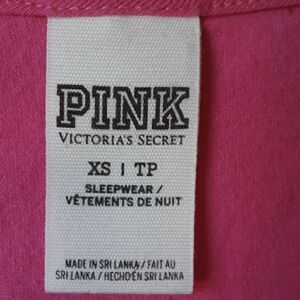 PINK
VICTORIA'S SECRET
XS | TP
SLEEPWEAR /
VÊTEMENTS DE NUIT
MADE IN SRI LANKA / FAIT AU
SRI LANKA / HECHO EN SRI LANKA